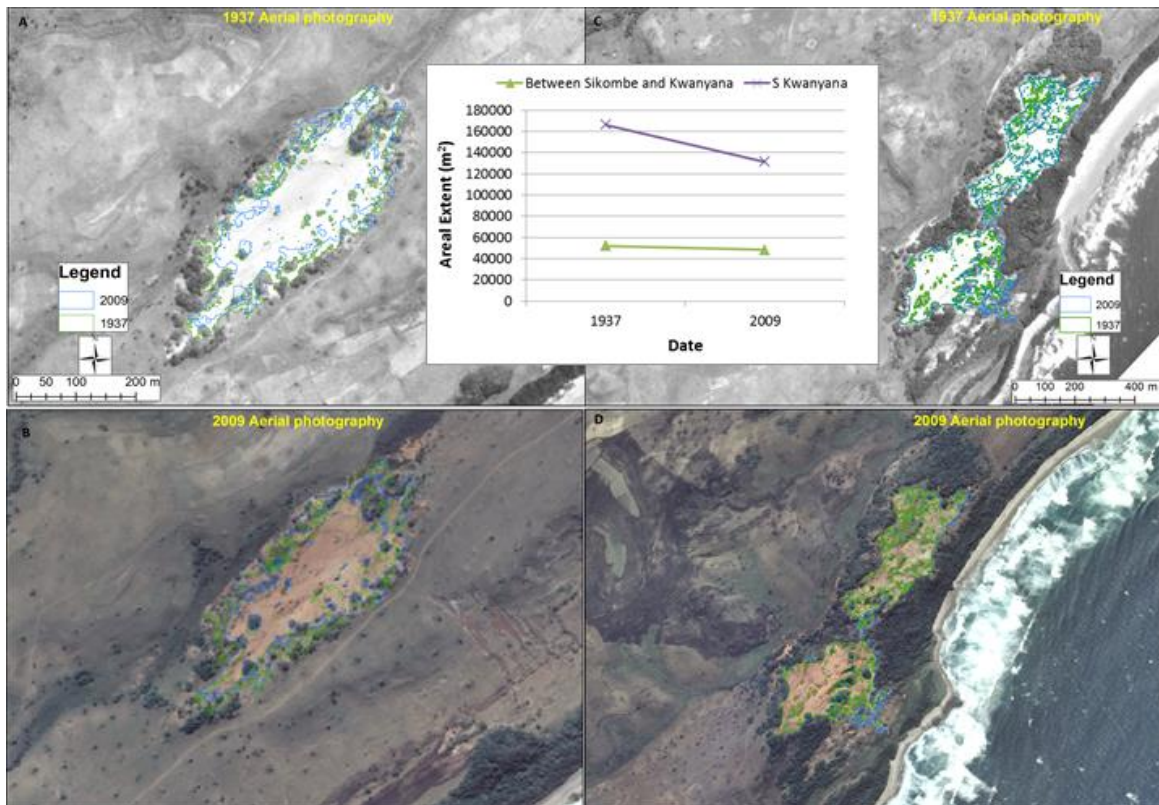 A
1937 Aerial photography
Legend
2009
1937
0 50 100 200 m
C
1937 Aerial photography
Legend
2009
1937
0 100 200 400 m
Between Sikombe and Kwanyana
S Kwanyana
Areal Extent (m²)
180000
160000
140000
120000
100000
80000
60000
40000
20000
0
1937
2009
Date
B
2009 Aerial photography
D
2009 Aerial photography